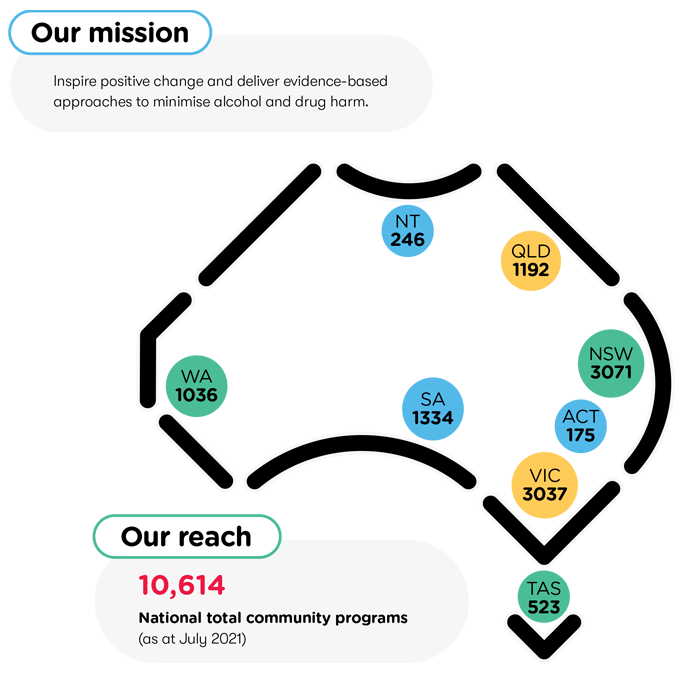 Our mission
Inspire positive change and deliver evidence-based
approaches to minimise alcohol and drug harm.
NT
246
QLD
1192
NSW
3071
WA
1036
SA
1334
ACT
175
VIC
3037
Our reach
10,614
National total community programs
(as at July 2021)
TAS
523